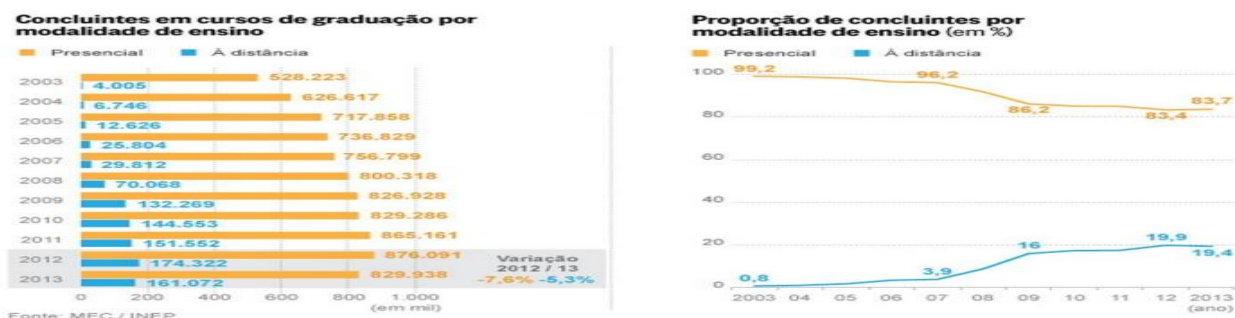 Concluintes em cursos de graduação por
modalidade de ensino
Presencial À distância
2003 528.223
4.005
2004 626.617
6.746
2005 717.858
12.626
2006 736.829
25.804
2007 756.799
29.812
2008 800.318
70.068
2009 826.928
132.269
2010 829.286
144.553
2011 865.161
151.552
2012 876.091
174.322
2013 829.938
161.072
Variação
2012 / 13
-7,6% -5,3%
0 200 400 600 800 1.000
(em mil)
Fonte: MEC / INEP
Proporção de concluintes por
modalidade de ensino (em %)
Presencial À distância
100
80
60
40
20
0
99,2 96,2 86,2 83,4 83,7
0,8 3,9 16 19,9 19,4
2003 04 05 06 07 08 09 10 11 12 2013
(ano)